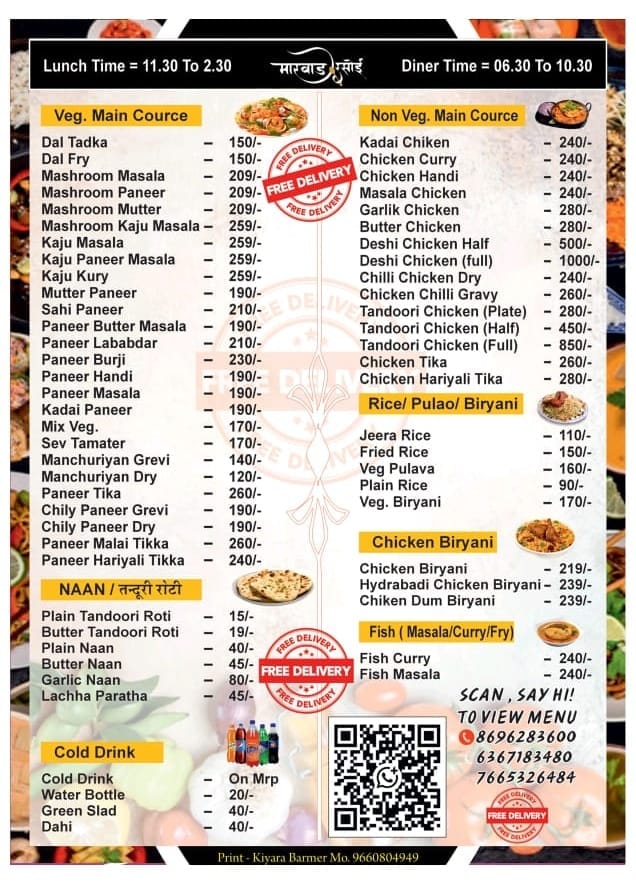 Lunch Time = 11.30 To 2.30
मारवाड़ रसोई
Diner Time = 06.30 To 10.30
Veg. Main Cource
Dal Tadka – 150/-
Dal Fry – 150/-
Mashroom Masala – 209/-
Mashroom Paneer – 209/-
Mashroom Mutter – 209/-
Mashroom Kaju Masala – 259/-
Kaju Masala – 259/-
Kaju Paneer Masala – 259/-
Kaju Kury – 259/-
Mutter Paneer – 190/-
Sahi Paneer – 210/-
Paneer Butter Masala – 190/-
Paneer Lababdar – 210/-
Paneer Burji – 230/-
Paneer Handi – 190/-
Paneer Masala – 190/-
Kadai Paneer – 190/-
Mix Veg. – 170/-
Sev Tamater – 170/-
Manchuriyan Grevi – 140/-
Manchuriyan Dry – 120/-
Paneer Tika – 260/-
Chily Paneer Grevi – 190/-
Chily Paneer Dry – 190/-
Paneer Malai Tikka – 260/-
Paneer Hariyali Tikka – 240/-
NAAN / तन्दूरी रोटी
Plain Tandoori Roti – 15/-
Butter Tandoori Roti – 19/-
Plain Naan – 40/-
Butter Naan – 45/-
Garlic Naan – 80/-
Lachha Paratha – 45/-
Cold Drink
Cold Drink – On Mrp
Water Bottle – 20/-
Green Slad – 40/-
Dahi – 40/-
FREE DELIVERY
FREE DELIVERY
FREE DELIVERY
FREE DELIVERY
FREE DELIVERY
FREE DELIVERY
FREE DELIVERY
FREE DELIVERY
FREE DELIVERY
Non Veg. Main Cource
Kadai Chiken – 240/-
Chicken Curry – 240/-
Chicken Handi – 240/-
Masala Chicken – 240/-
Garlik Chicken – 280/-
Butter Chicken – 280/-
Deshi Chicken Half – 500/-
Deshi Chicken (full) – 1000/-
Chilli Chicken Dry – 240/-
Chicken Chilli Gravy – 260/-
Tandoori Chicken (Plate) – 280/-
Tandoori Chicken (Half) – 450/-
Tandoori Chicken (Full) – 850/-
Chicken Tika – 260/-
Chicken Hariyali Tika – 280/-
Rice/ Pulao/ Biryani
Jeera Rice – 110/-
Fried Rice – 150/-
Veg Pulava – 160/-
Plain Rice – 90/-
Veg. Biryani – 170/-
Chicken Biryani
Chicken Biryani – 219/-
Hydrabadi Chicken Biryani – 239/-
Chiken Dum Biryani – 239/-
Fish ( Masala/Curry/Fry)
Fish Curry – 240/-
Fish Masala – 240/-
SCAN , SAY HI!
TO VIEW MENU
8696283600
6367183480
7665326484
FREE DELIVERY
FREE DELIVERY
FREE DELIVERY
Print - Kiyara Barmer Mo. 9660804949